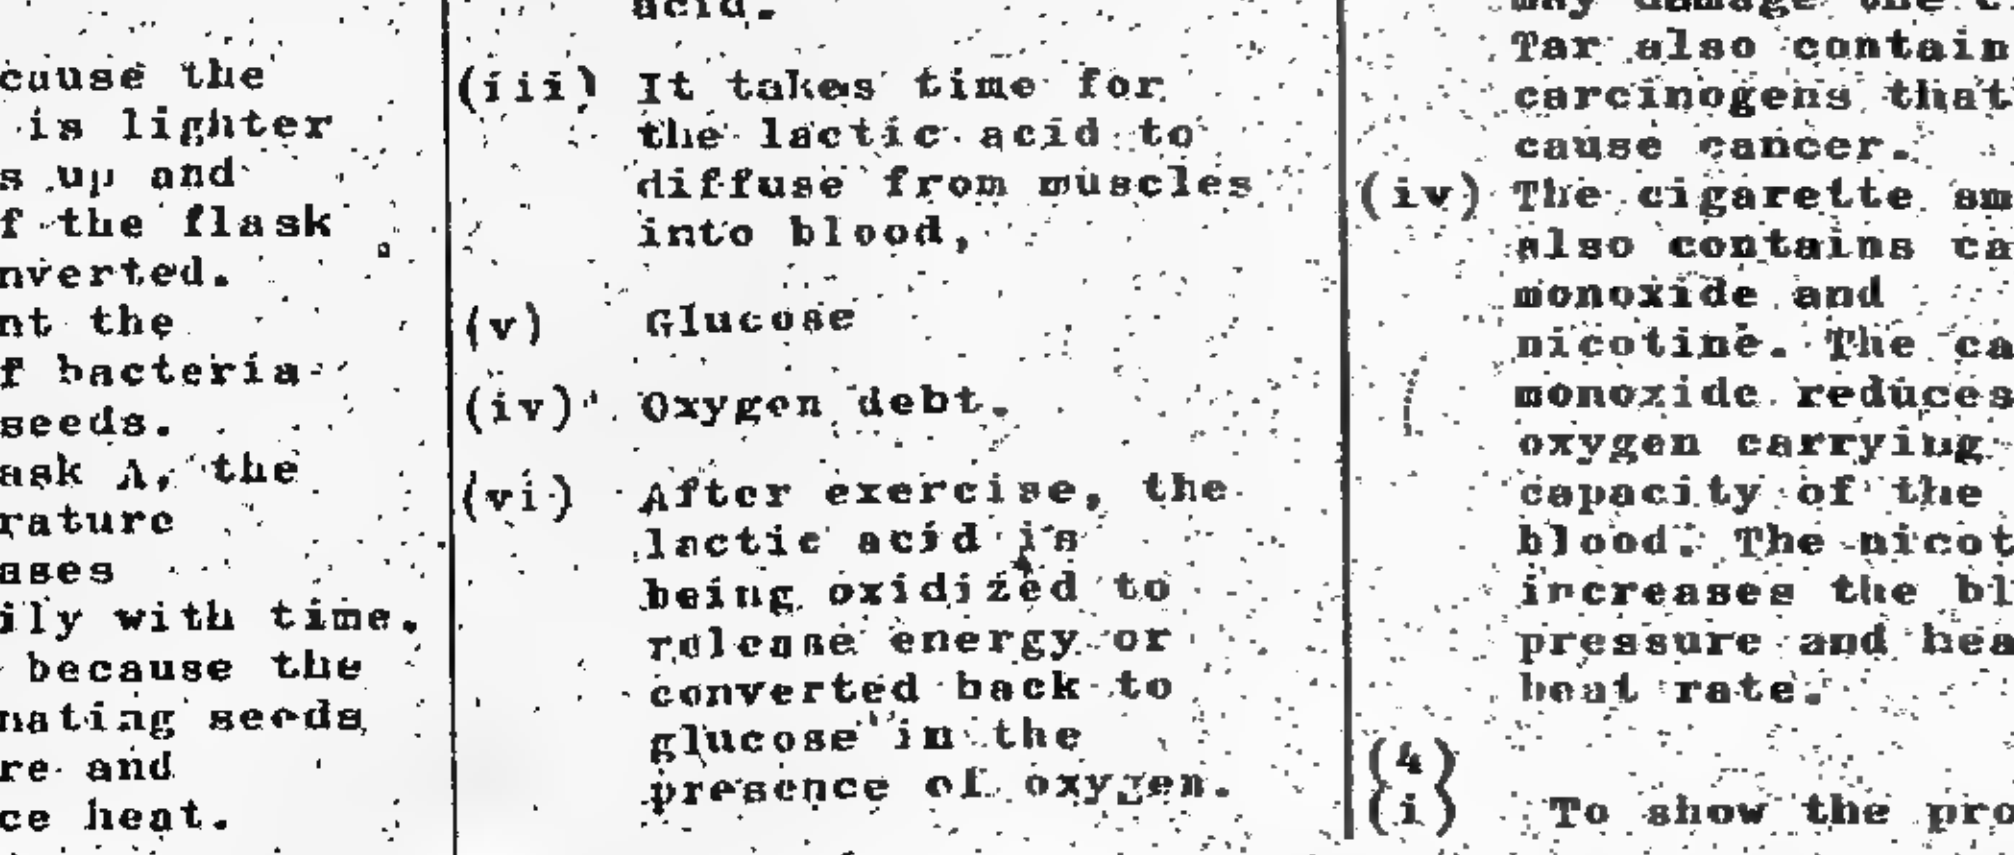 cause the
is lighter
s up and
f the flask
nverted.
nt the
f bacteria
seeds.
ask A, the
rature
ases
ily with time.
because the
nating seeds
re and
ce heat.
acid.
(iii) It takes time for
the lactic acid to
diffuse from muscles
into blood,
(v) Glucose
(iv) Oxygen debt.
(vi) After exercise, the
lactic acid is
being oxidized to
release energy or
converted back to
glucose in the
presence of oxygen.
may damage the
Tar also contain
carcinogens that
cause cancer.
(iv) The cigarette sm
also contains ca
monoxide and
nicotine. The ca
monoxide reduces
oxygen carrying
capacity of the
blood. The nicot
increases the bl
pressure and hea
beat rate.
(4)
(i) To show the pro